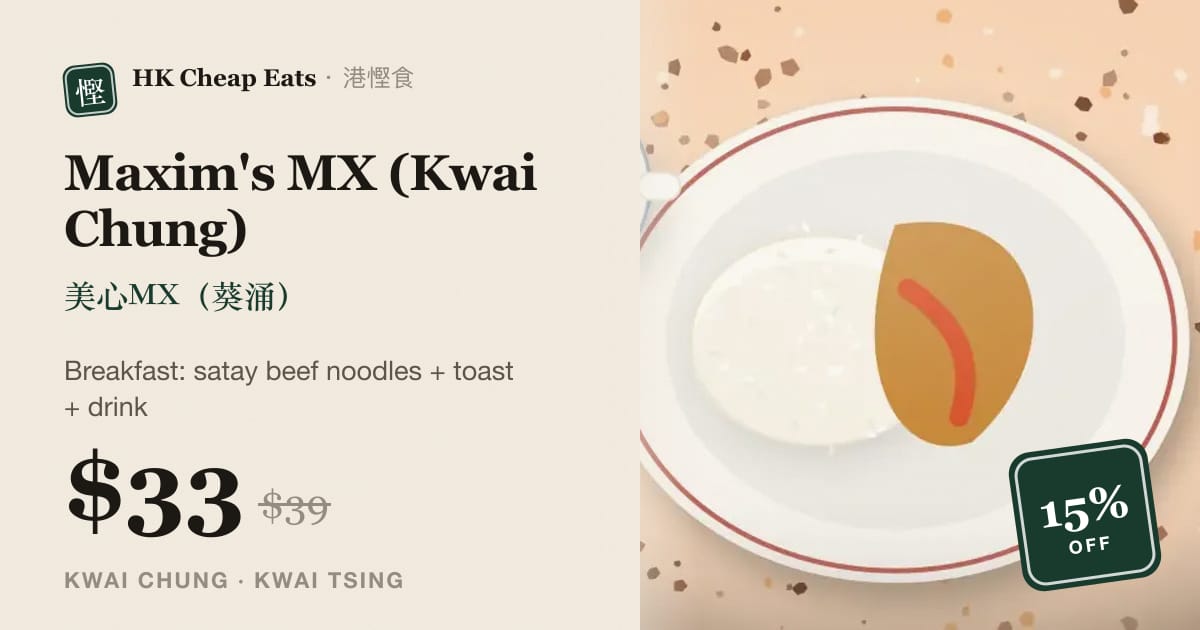 慳
HK Cheap Eats · 港慳食
Maxim's MX (Kwai
Chung)
美心MX（葵涌）
Breakfast: satay beef noodles + toast
+ drink
$33 $39
KWAI CHUNG · KWAI TSING
15%
OFF